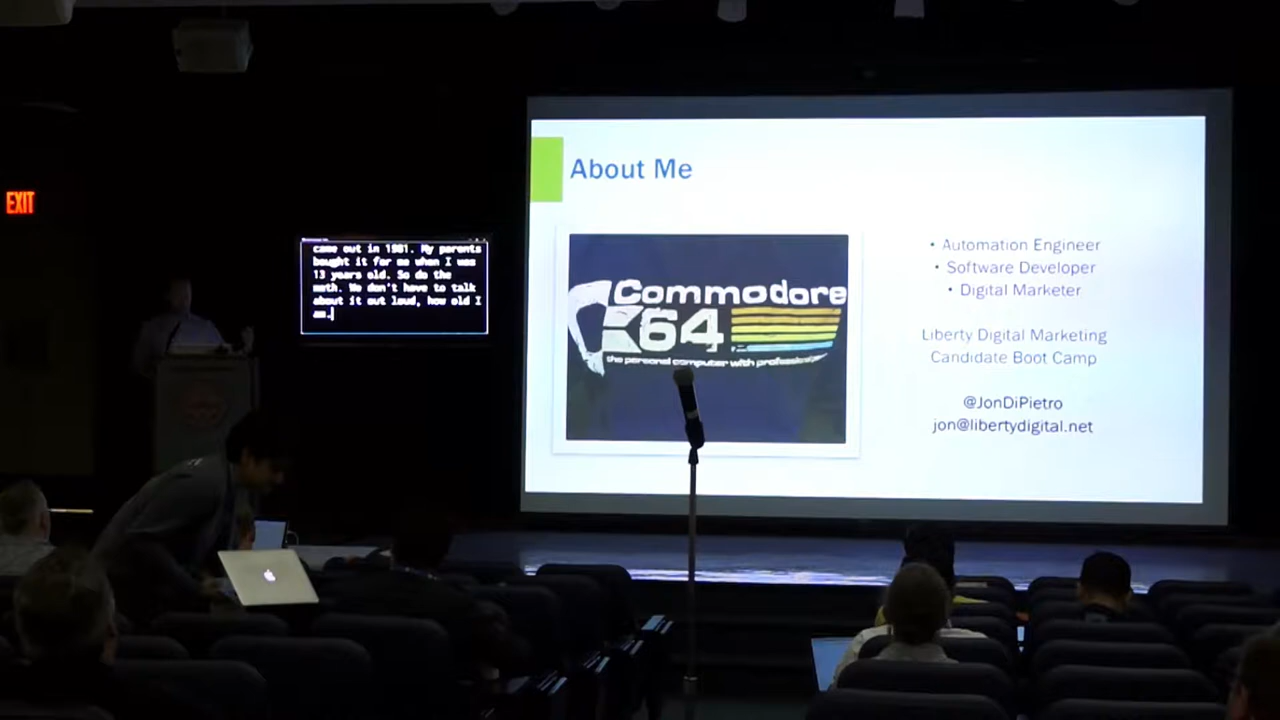 EXIT
came out in 1981. My parents
bought it for me when I was
13 years old. So do the
math. We don't have to talk
about it out loud, how old I
am.
About Me
Commodore
64
the personal computer with
• Automation Engineer
• Software Developer
• Digital Marketer
Liberty Digital Marketing
Candidate Boot Camp
@JonDiPietro
jon@libertydigital.net